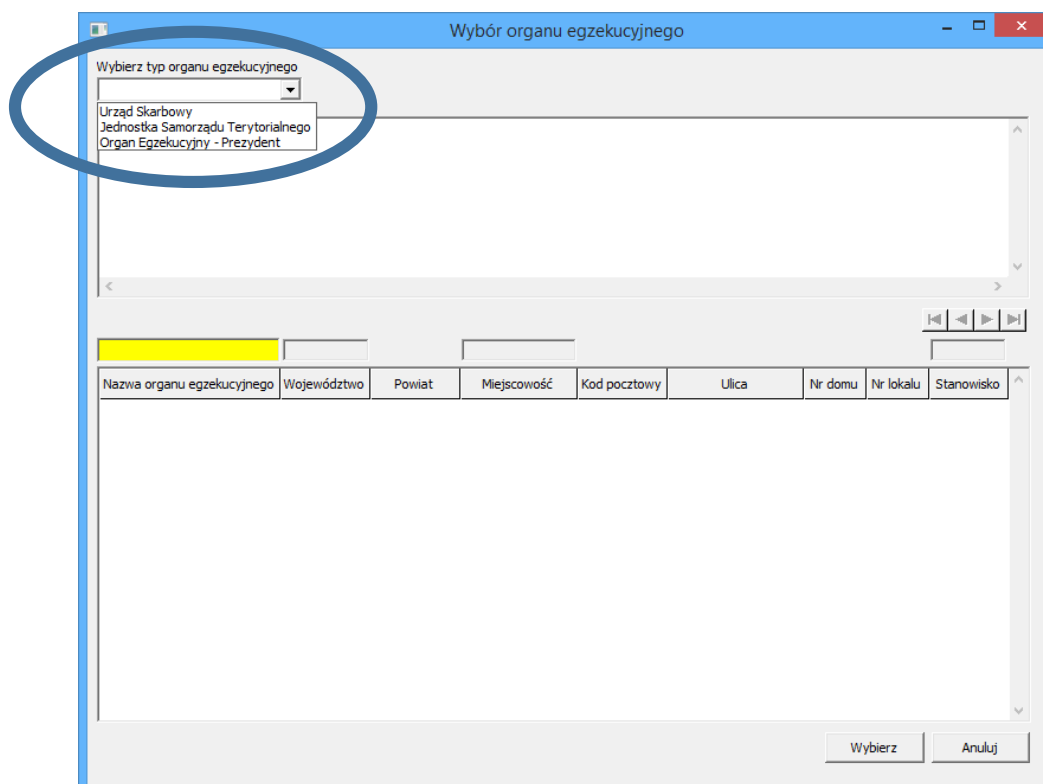 Wybór organu egzekucyjnego
Wybierz typ organu egzekucyjnego
Urząd Skarbowy
Jednostka Samorządu Terytorialnego
Organ Egzekucyjny - Prezydent
Nazwa organu egzekucyjnego Województwo Powiat Miejscowość Kod pocztowy Ulica Nr domu Nr lokalu Stanowisko
Wybierz Anuluj